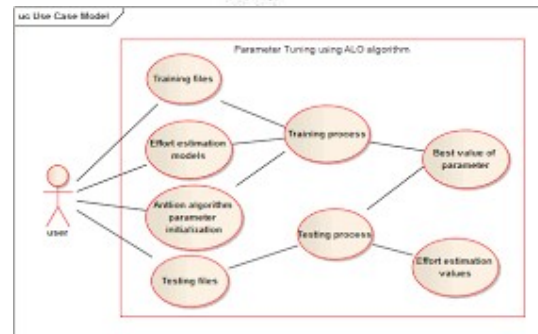 uc Use Case Model
Parameter Tuning using ALO algorithm
Training files
Effort estimation
models
Training process
Best value of
parameter
Antlion algorithm
parameter
initialization
user
Testing process
Testing files
Effort estimation
values